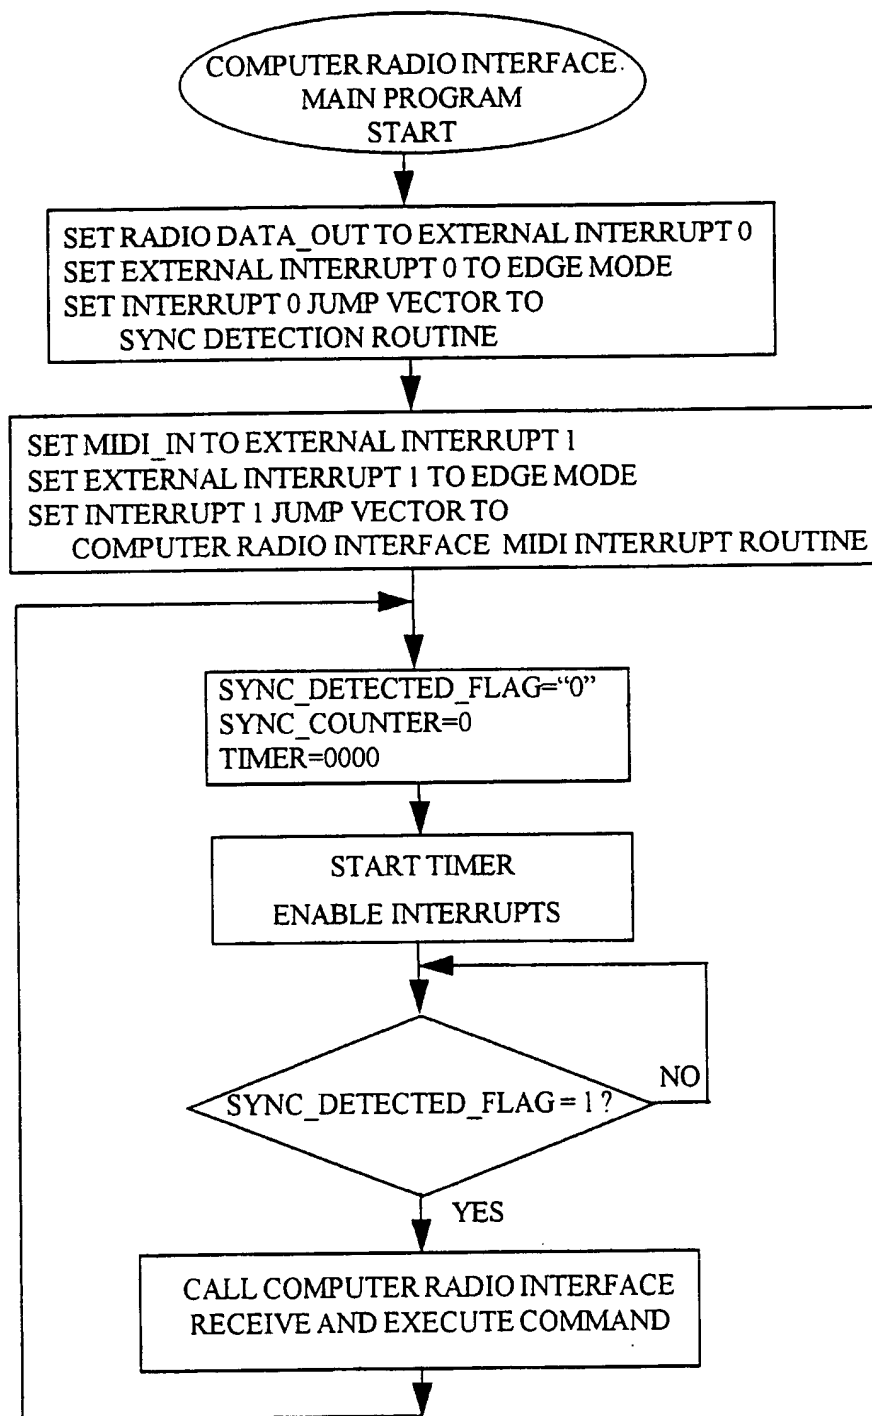 COMPUTER RADIO INTERFACE
MAIN PROGRAM
START
SET RADIO DATA_OUT TO EXTERNAL INTERRUPT 0
SET EXTERNAL INTERRUPT 0 TO EDGE MODE
SET INTERRUPT 0 JUMP VECTOR TO
SYNC DETECTION ROUTINE
SET MIDI_IN TO EXTERNAL INTERRUPT 1
SET EXTERNAL INTERRUPT 1 TO EDGE MODE
SET INTERRUPT 1 JUMP VECTOR TO
COMPUTER RADIO INTERFACE MIDI INTERRUPT ROUTINE
SYNC_DETECTED_FLAG=“0”
SYNC_COUNTER=0
TIMER=0000
START TIMER
ENABLE INTERRUPTS
SYNC_DETECTED_FLAG = 1 ?
NO
YES
CALL COMPUTER RADIO INTERFACE
RECEIVE AND EXECUTE COMMAND